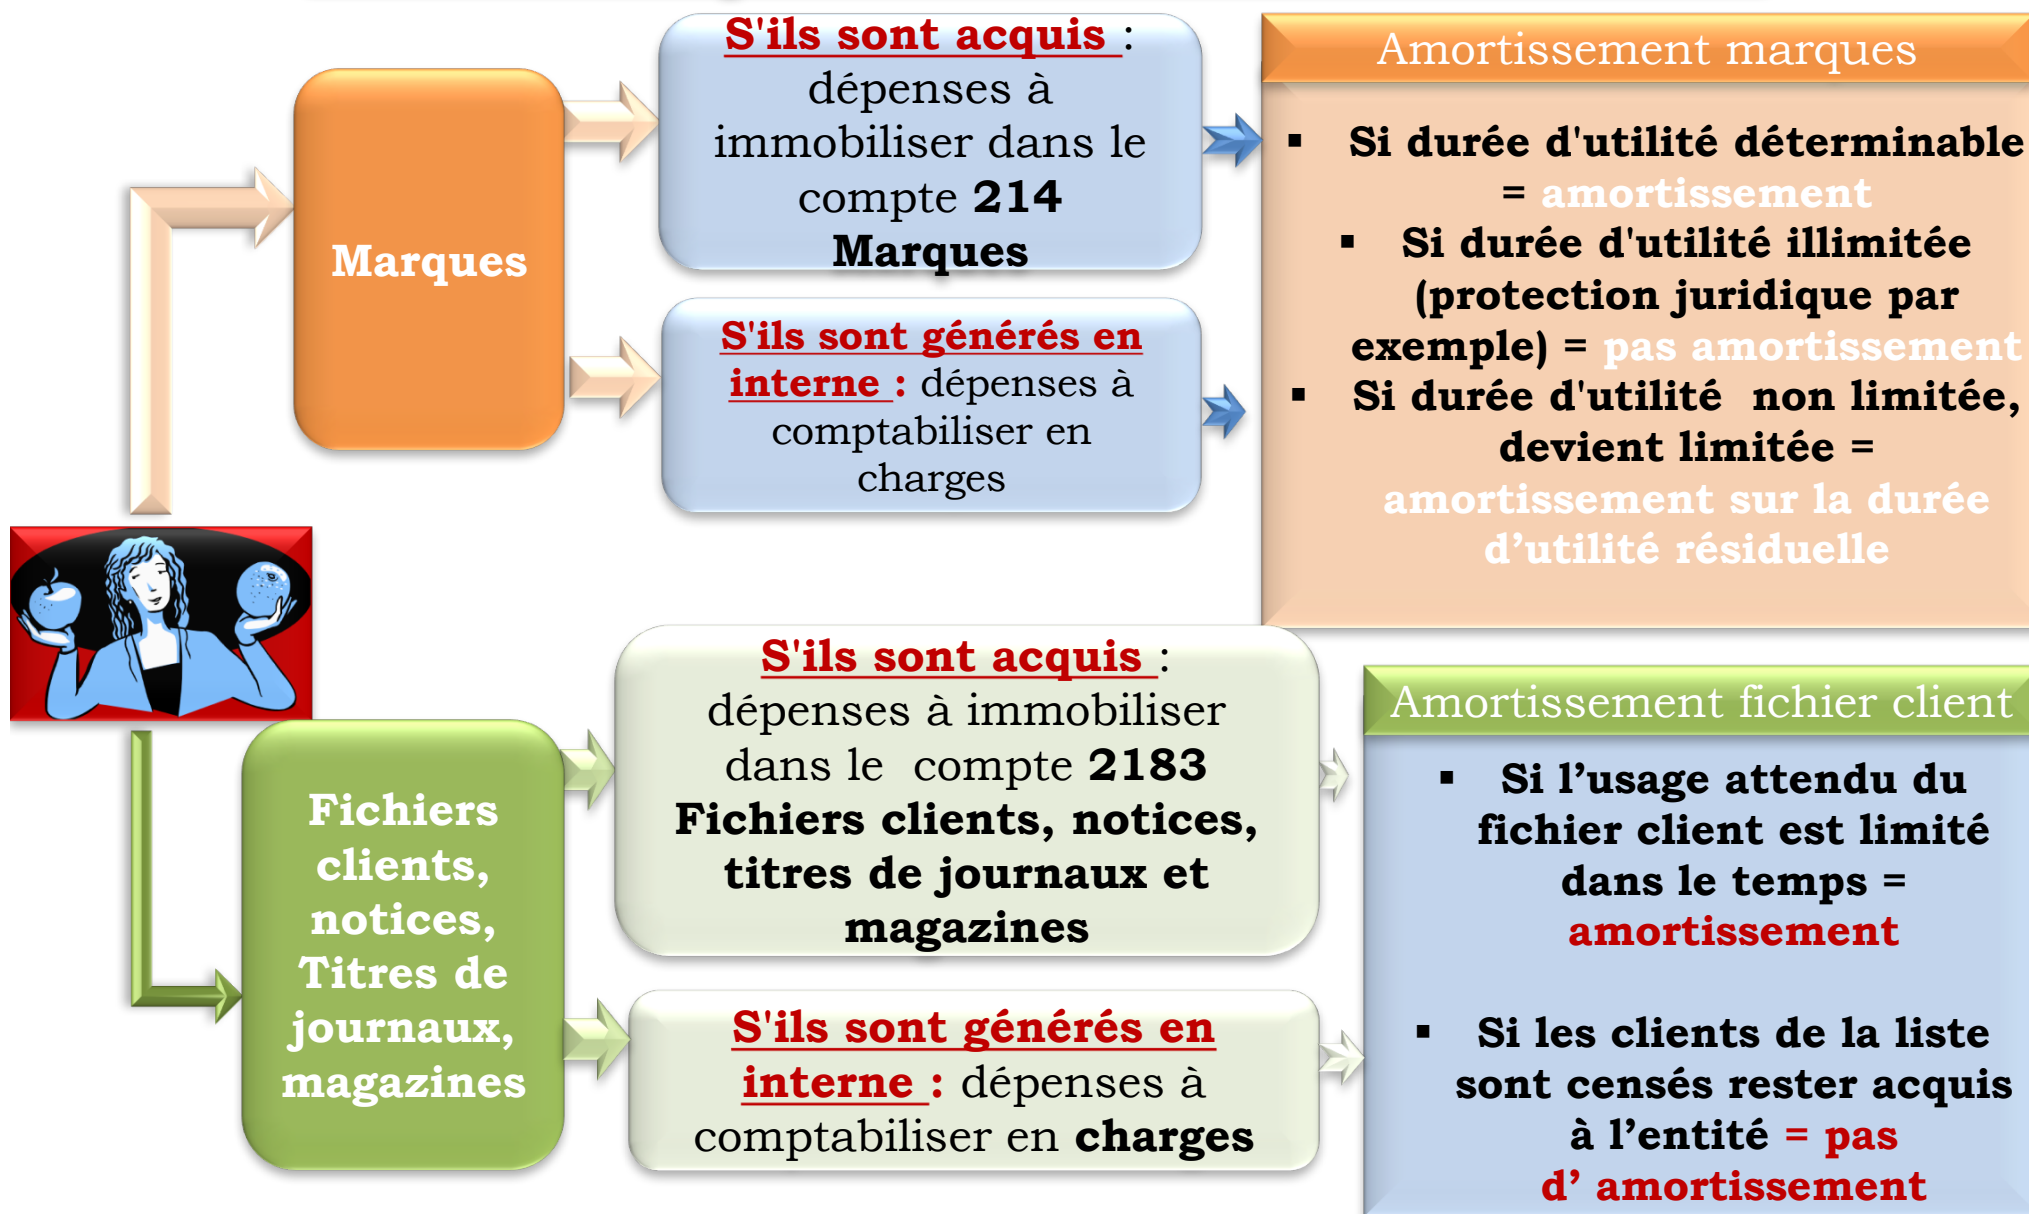 Marques
S'ils sont acquis :
dépenses à
immobiliser dans le
compte 214
Marques
S'ils sont générés en
interne : dépenses à
comptabiliser en
charges
Amortissement marques
▪ Si durée d'utilité déterminable
= amortissement
▪ Si durée d'utilité illimitée
(protection juridique par
exemple) = pas amortissement
▪ Si durée d'utilité non limitée,
devient limitée =
amortissement sur la durée
d’utilité résiduelle
Fichiers
clients,
notices,
Titres de
journaux,
magazines
S'ils sont acquis :
dépenses à immobiliser
dans le compte 2183
Fichiers clients, notices,
titres de journaux et
magazines
S'ils sont générés en
interne : dépenses à
comptabiliser en charges
Amortissement fichier client
▪ Si l’usage attendu du
fichier client est limité
dans le temps =
amortissement
▪ Si les clients de la liste
sont censés rester acquis
à l’entité = pas
d’ amortissement